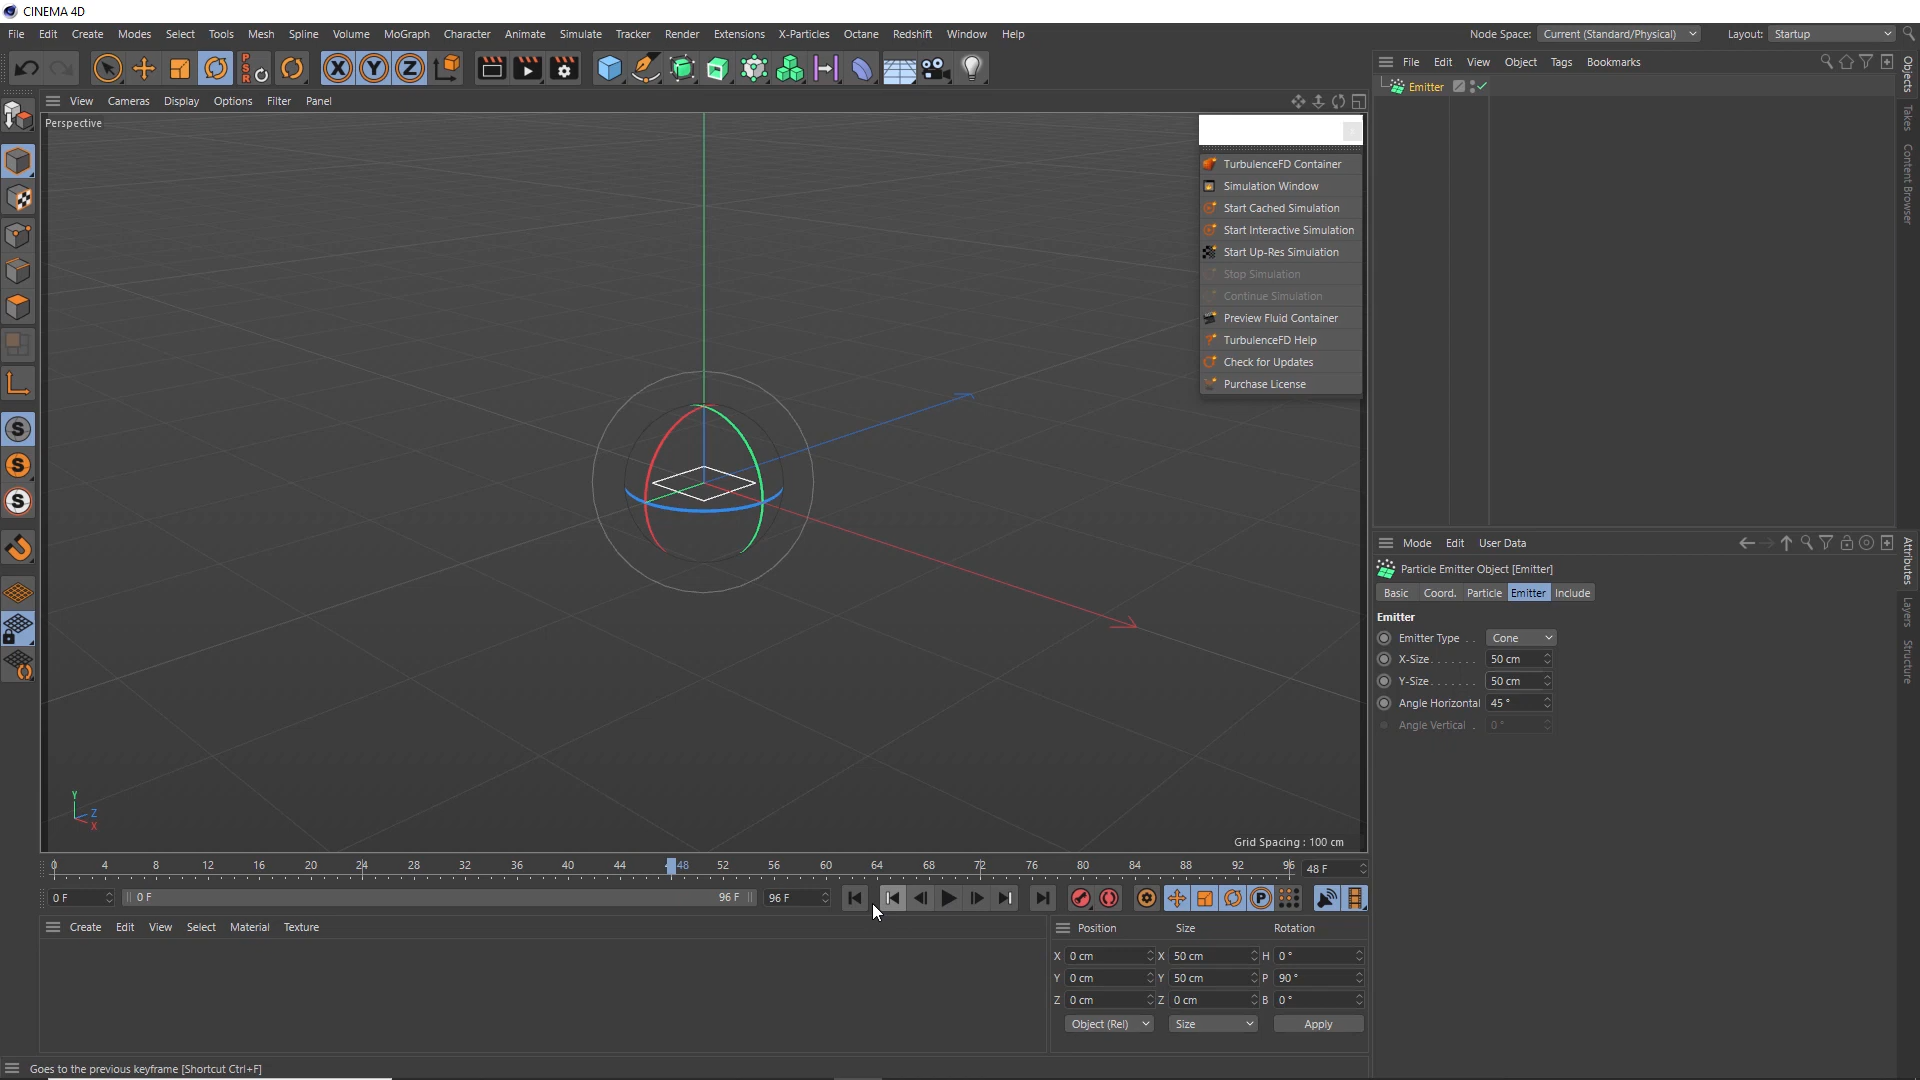 CINEMA 4D
File Edit Create Modes Select Tools Mesh Spline Volume MoGraph Character Animate Simulate Tracker Render Extensions X-Particles Octane Redshift Window Help
Node Space: Current (Standard/Physical) Layout: Startup
PSR X Y Z
File Edit View Object Tags Bookmarks
View Cameras Display Options Filter Panel
Perspective
Emitter
TurbulenceFD Container
Simulation Window
Start Cached Simulation
Start Interactive Simulation
Start Up-Res Simulation
Stop Simulation
Continue Simulation
Preview Fluid Container
TurbulenceFD Help
Check for Updates
Purchase License
Objects
Takes
Content Browser
S
S
S
Mode Edit User Data
Particle Emitter Object [Emitter]
Basic Coord. Particle Emitter Include
Emitter
Emitter Type . . Cone
X-Size. . . . . . . 50 cm
Y-Size. . . . . . . 50 cm
Angle Horizontal 45 °
Angle Vertical . 0 °
Attributes
Layers
Structure
Y
Z
X
Grid Spacing : 100 cm
0 4 8 12 16 20 24 28 32 36 40 44 48 52 56 60 64 68 72 76 80 84 88 92 96 48 F
0 F 0 F 96 F 96 F P
Create Edit View Select Material Texture
Position Size Rotation
X 0 cm X 50 cm H 0 °
Y 0 cm Y 50 cm P 90 °
Z 0 cm Z 0 cm B 0 °
Object (Rel) Size Apply
Goes to the previous keyframe [Shortcut Ctrl+F]